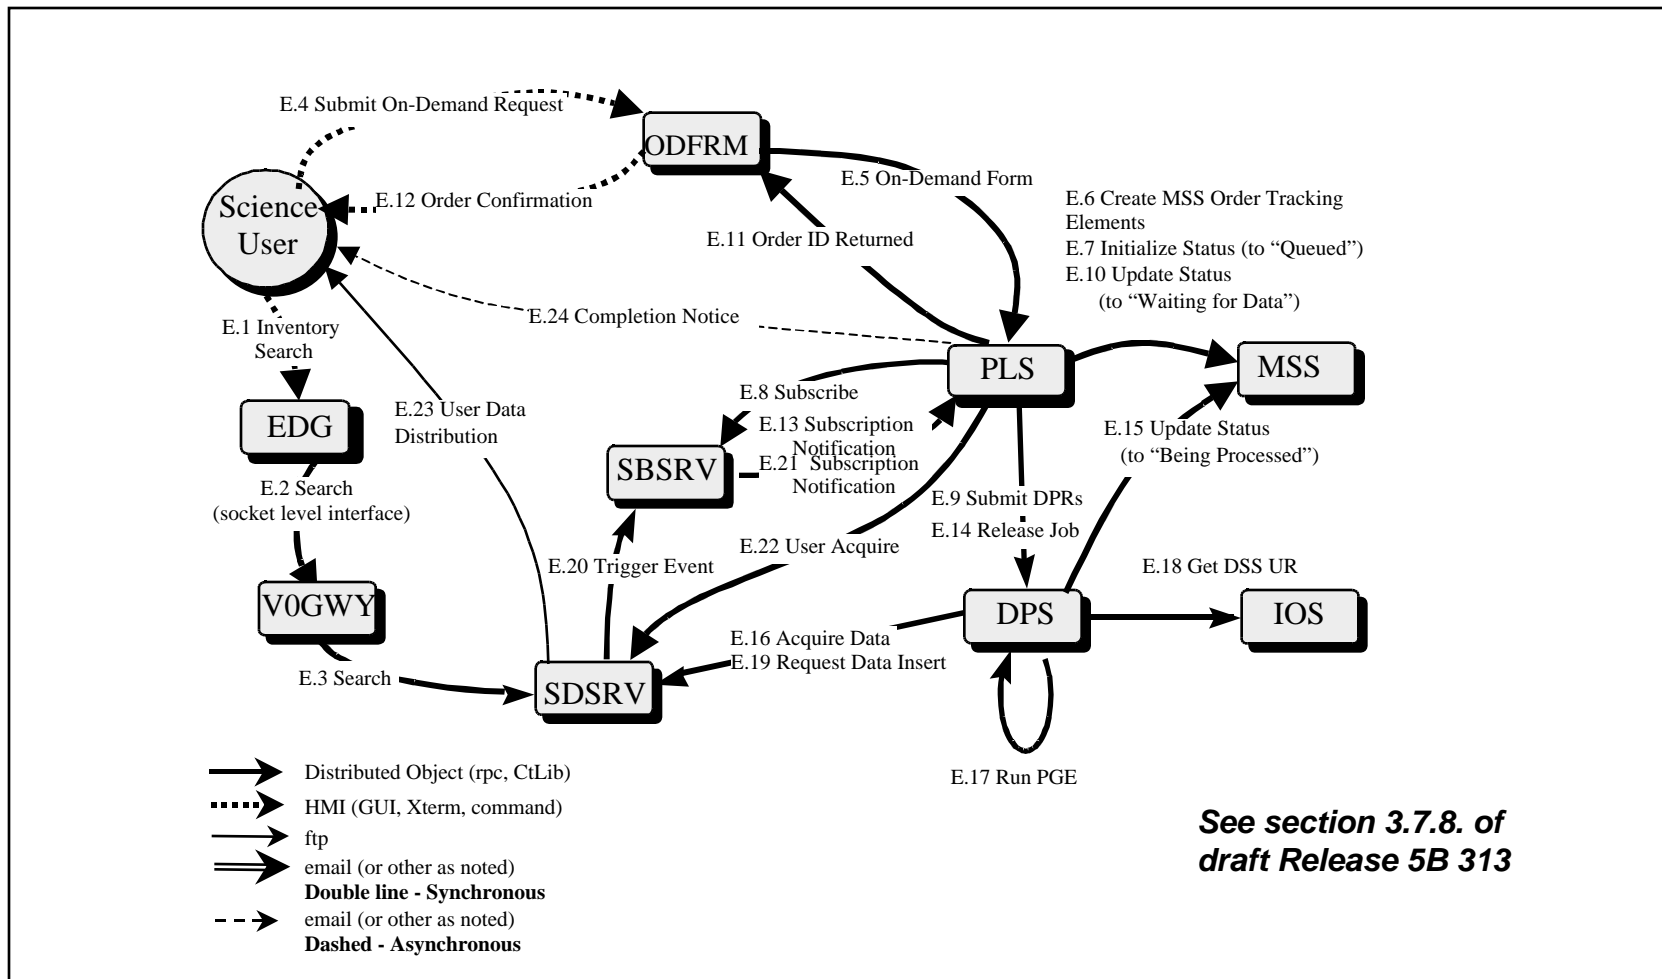 E.4 Submit On-Demand Request
ODFRM
E.5 On-Demand Form
E.12 Order Confirmation
Science
User
E.11 Order ID Returned
E.6 Create MSS Order Tracking
Elements
E.7 Initialize Status (to “Queued”)
E.10 Update Status
(to “Waiting for Data”)
E.24 Completion Notice
E.1 Inventory
Search
PLS
MSS
E.8 Subscribe
E.23 User Data
Distribution
EDG
E.13 Subscription
Notification
E.21 Subscription
Notification
SBSRV
E.15 Update Status
(to “Being Processed”)
E.2 Search
(socket level interface)
E.9 Submit DPRs
E.14 Release Job
E.22 User Acquire
E.20 Trigger Event
E.18 Get DSS UR
V0GWY
DPS
IOS
E.16 Acquire Data
E.19 Request Data Insert
E.3 Search
SDSRV
E.17 Run PGE
Distributed Object (rpc, CtLib)
HMI (GUI, Xterm, command)
ftp
email (or other as noted)
Double line - Synchronous
email (or other as noted)
Dashed - Asynchronous
See section 3.7.8. of
draft Release 5B 313